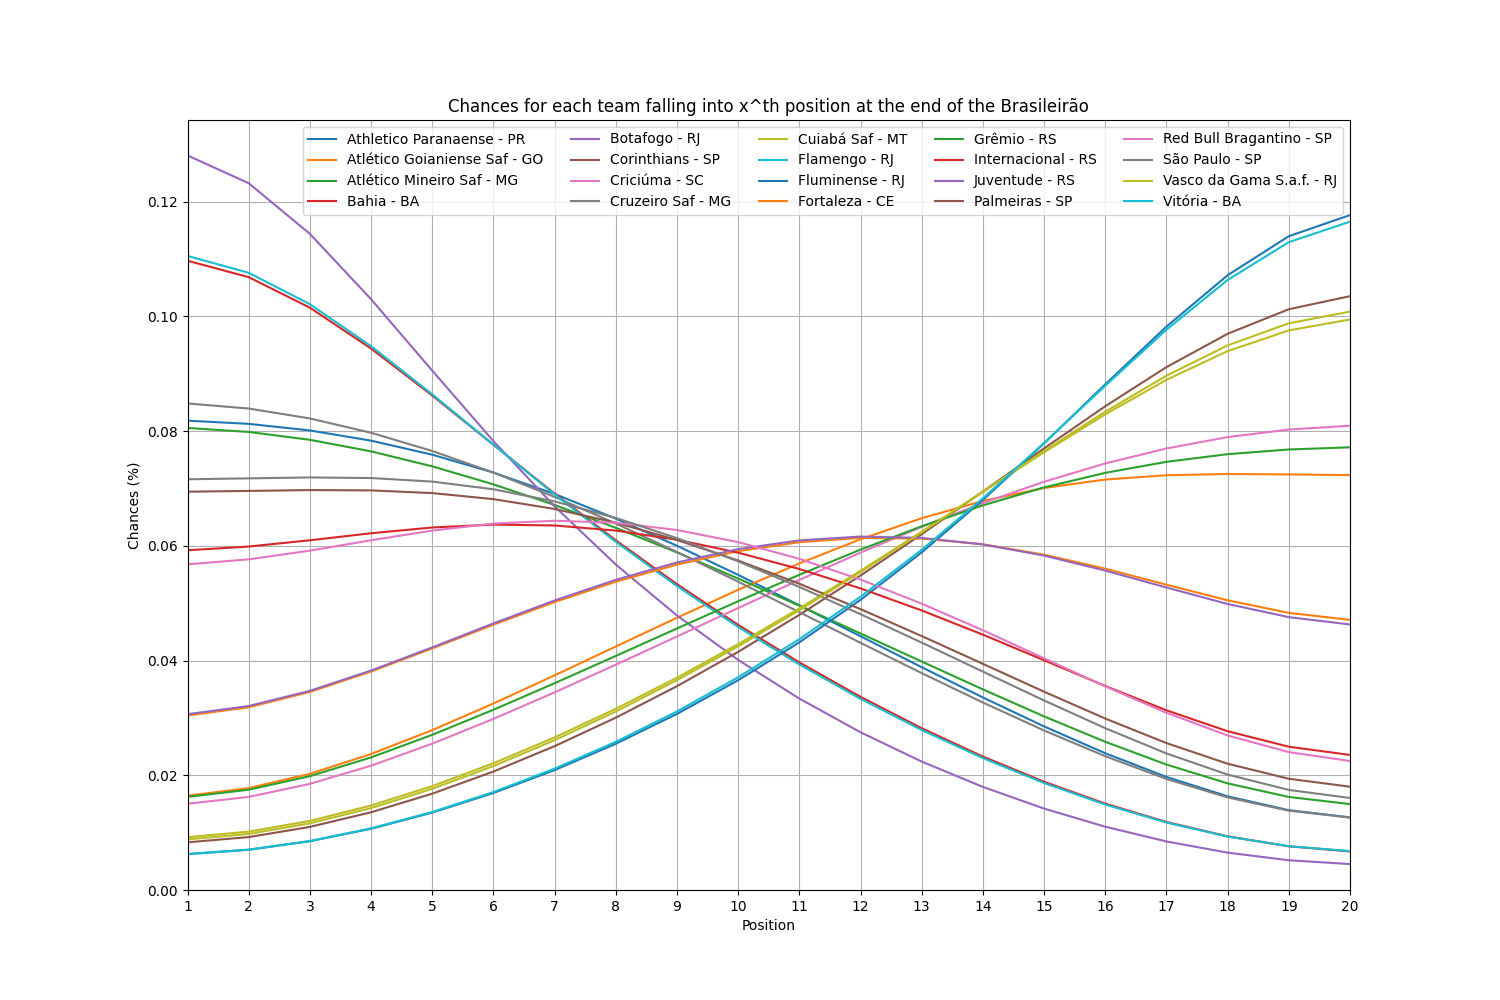 Chances for each team falling into x^th position at the end of the Brasileirão
Athletico Paranaense - PR
Atlético Goianiense Saf - GO
Atlético Mineiro Saf - MG
Bahia - BA
Botafogo - RJ
Corinthians - SP
Criciúma - SC
Cruzeiro Saf - MG
Cuiabá Saf - MT
Flamengo - RJ
Fluminense - RJ
Fortaleza - CE
Grêmio - RS
Internacional - RS
Juventude - RS
Palmeiras - SP
Red Bull Bragantino - SP
São Paulo - SP
Vasco da Gama S.a.f. - RJ
Vitória - BA
Chances (%)
0.12
0.10
0.08
0.06
0.04
0.02
0.00
1 2 3 4 5 6 7 8 9 10 11 12 13 14 15 16 17 18 19 20
Position